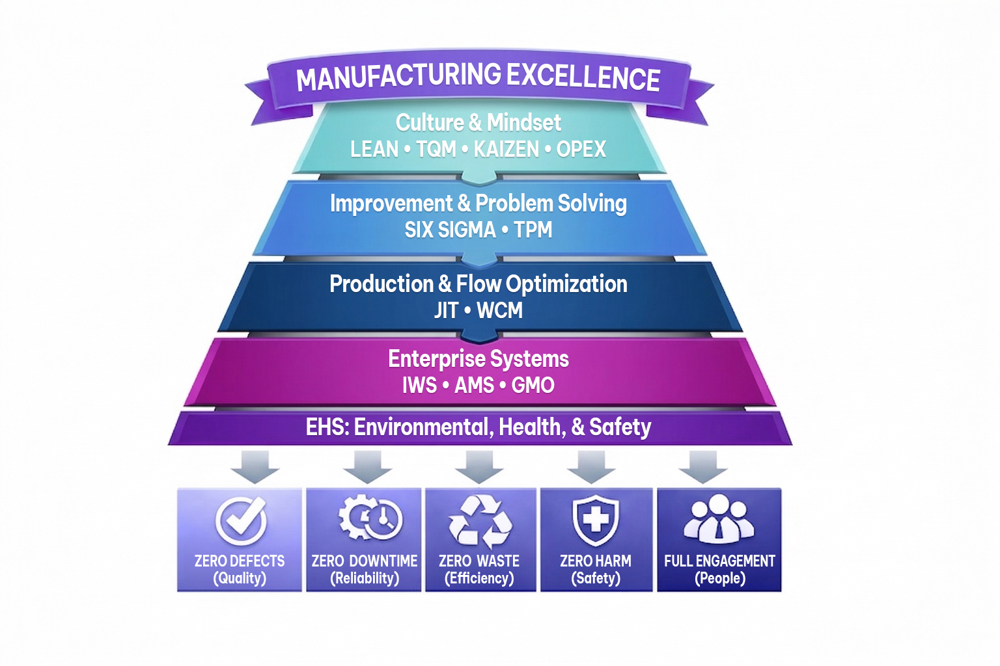 MANUFACTURING EXCELLENCE
Culture & Mindset
LEAN • TQM • KAIZEN • OPEX
Improvement & Problem Solving
SIX SIGMA • TPM
Production & Flow Optimization
JIT • WCM
Enterprise Systems
IWS • AMS • GMO
EHS: Environmental, Health, & Safety
ZERO DEFECTS
(Quality)
ZERO DOWNTIME
(Reliability)
ZERO WASTE
(Efficiency)
ZERO HARM
(Safety)
FULL ENGAGEMENT
(People)